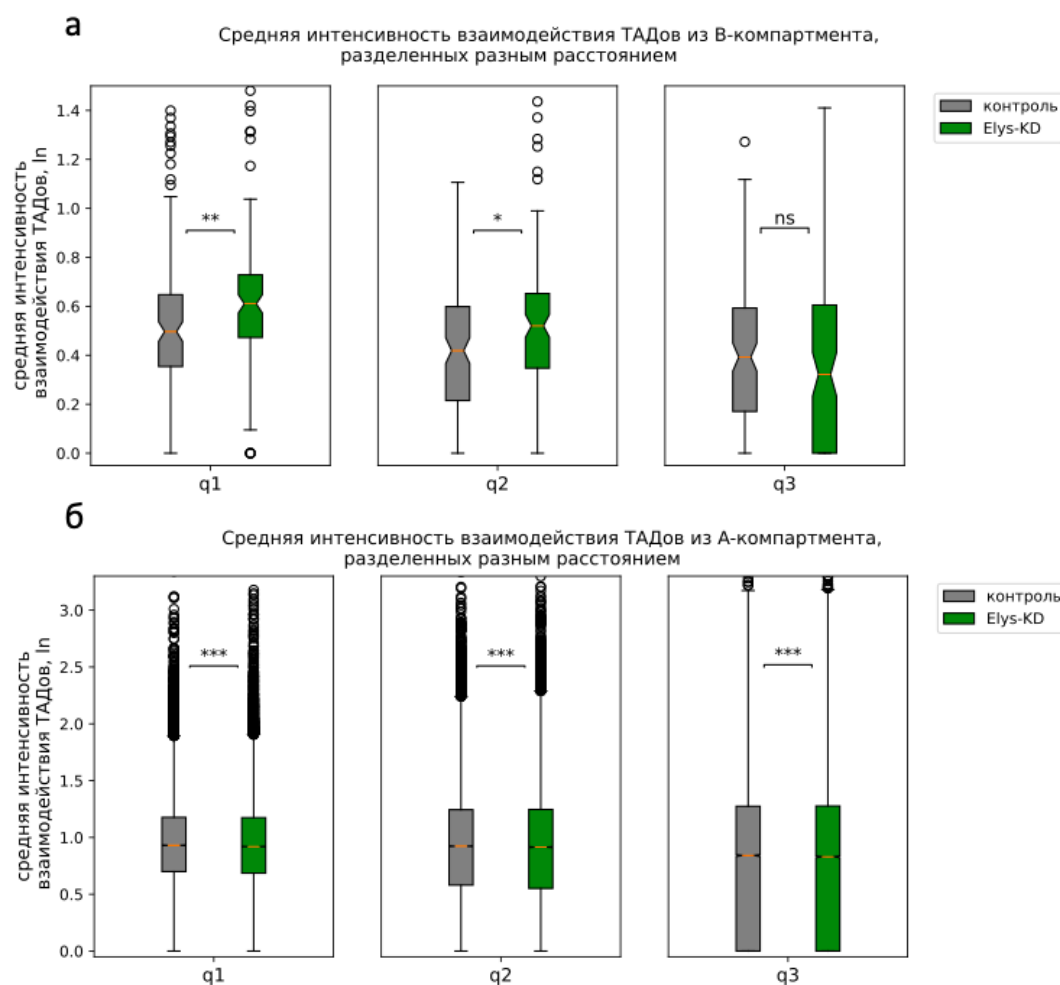 а
Средняя интенсивность взаимодействия ТАДов из В-компартмента,
разделенных разным расстоянием
средняя интенсивность
взаимодействия ТАДов, ln
1.4
1.2
1.0
0.8
0.6
0.4
0.2
0.0
**
*
ns
q1
q2
q3
контроль
Elys-KD
б
Средняя интенсивность взаимодействия ТАДов из А-компартмента,
разделенных разным расстоянием
средняя интенсивность
взаимодействия ТАДов, ln
3.0
2.5
2.0
1.5
1.0
0.5
0.0
***
***
***
q1
q2
q3
контроль
Elys-KD